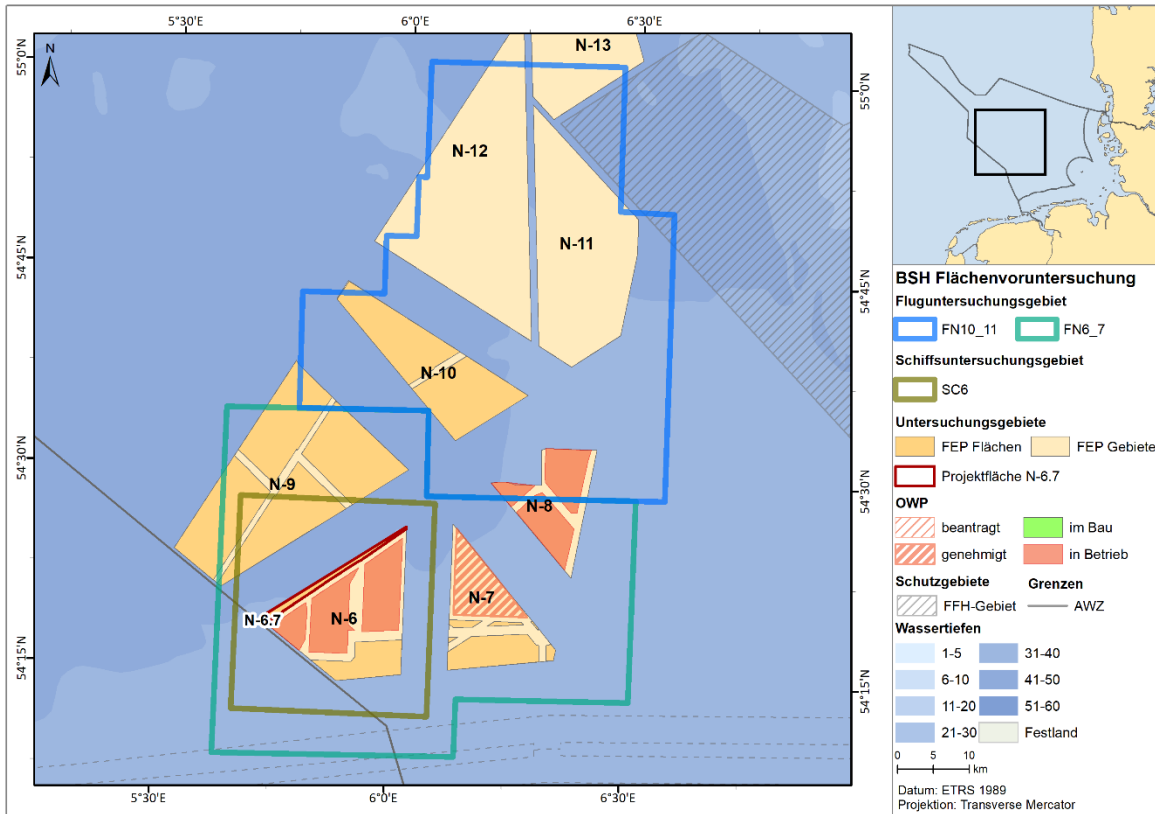 5°30'E 6°0'E 6°30'E
N
55°0'N
55°0'N
N-13
N-12
N-11
54°45'N
54°45'N
N-10
54°30'N
54°30'N
N-9
N-8
N-7
N-6.7
N-6
54°15'N
54°15'N
5°30'E 6°0'E 6°30'E
BSH Flächenvoruntersuchung
Fluguntersuchungsgebiet
FN10_11 FN6_7
Schiffsuntersuchungsgebiet
SC6
Untersuchungsgebiete
FEP Flächen FEP Gebiete
Projektfläche N-6.7
OWP
beantragt im Bau
genehmigt in Betrieb
Schutzgebiete Grenzen
FFH-Gebiet AWZ
Wassertiefen
1-5 31-40
6-10 41-50
11-20 51-60
21-30 Festland
0 5 10
km
Datum: ETRS 1989
Projektion: Transverse Mercator